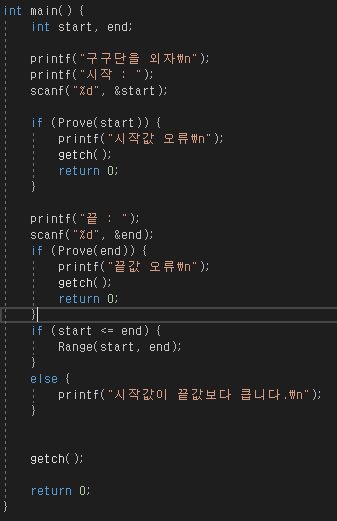 int main() {
int start, end;
printf("구구단을 외자₩n");
printf("시작 : ");
scanf("%d", &start);
if (Prove(start)) {
printf("시작값 오류₩n");
getch();
return 0;
}
printf("끝 : ");
scanf("%d", &end);
if (Prove(end)) {
printf("끝값 오류₩n");
getch();
return 0;
}
if (start <= end) {
Range(start, end);
}
else {
printf("시작값이 끝값보다 큽니다.₩n");
}
getch();
return 0;
}